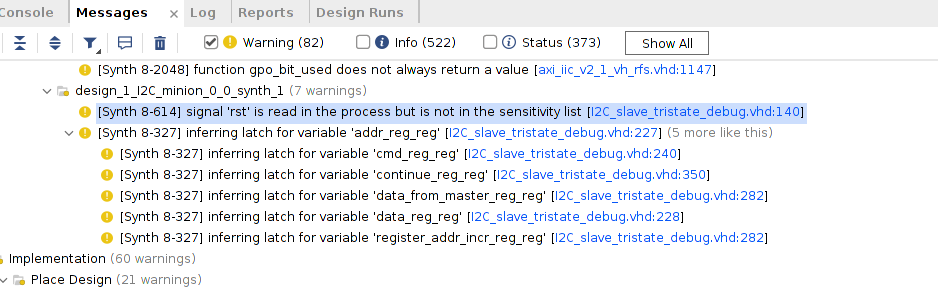 Console Messages × Log Reports Design Runs
Warning (82) Info (522) Status (373) Show All
[Synth 8-2048] function gpo_bit_used does not always return a value [axi_iic_v2_1_vh_rfs.vhd:1147]
design_1_I2C_minion_0_0_synth_1 (7 warnings)
[Synth 8-614] signal 'rst' is read in the process but is not in the sensitivity list [I2C_slave_tristate_debug.vhd:140]
[Synth 8-327] inferring latch for variable 'addr_reg_reg' [I2C_slave_tristate_debug.vhd:227] (5 more like this)
[Synth 8-327] inferring latch for variable 'cmd_reg_reg' [I2C_slave_tristate_debug.vhd:240]
[Synth 8-327] inferring latch for variable 'continue_reg_reg' [I2C_slave_tristate_debug.vhd:350]
[Synth 8-327] inferring latch for variable 'data_from_master_reg_reg' [I2C_slave_tristate_debug.vhd:282]
[Synth 8-327] inferring latch for variable 'data_reg_reg' [I2C_slave_tristate_debug.vhd:228]
[Synth 8-327] inferring latch for variable 'register_addr_incr_reg_reg' [I2C_slave_tristate_debug.vhd:282]
Implementation (60 warnings)
Place Design (21 warnings)